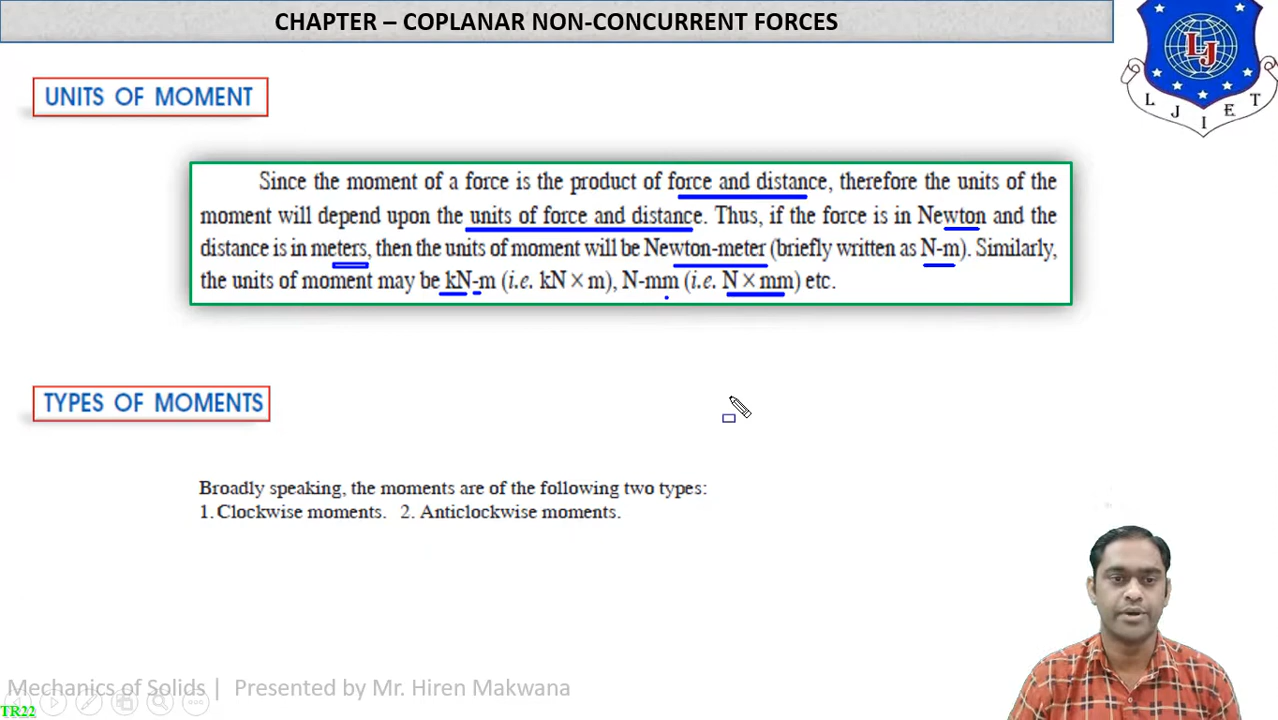 CHAPTER – COPLANAR NON-CONCURRENT FORCES
LJ
L J I E T
UNITS OF MOMENT
Since the moment of a force is the product of force and distance, therefore the units of the
moment will depend upon the units of force and distance. Thus, if the force is in Newton and the
distance is in meters, then the units of moment will be Newton-meter (briefly written as N-m). Similarly,
the units of moment may be kN-m (i.e. kN × m), N-mm (i.e. N × mm) etc.
TYPES OF MOMENTS
Broadly speaking, the moments are of the following two types:
1. Clockwise moments. 2. Anticlockwise moments.
Mechanics of Solids | Presented by Mr. Hiren Makwana
TR22